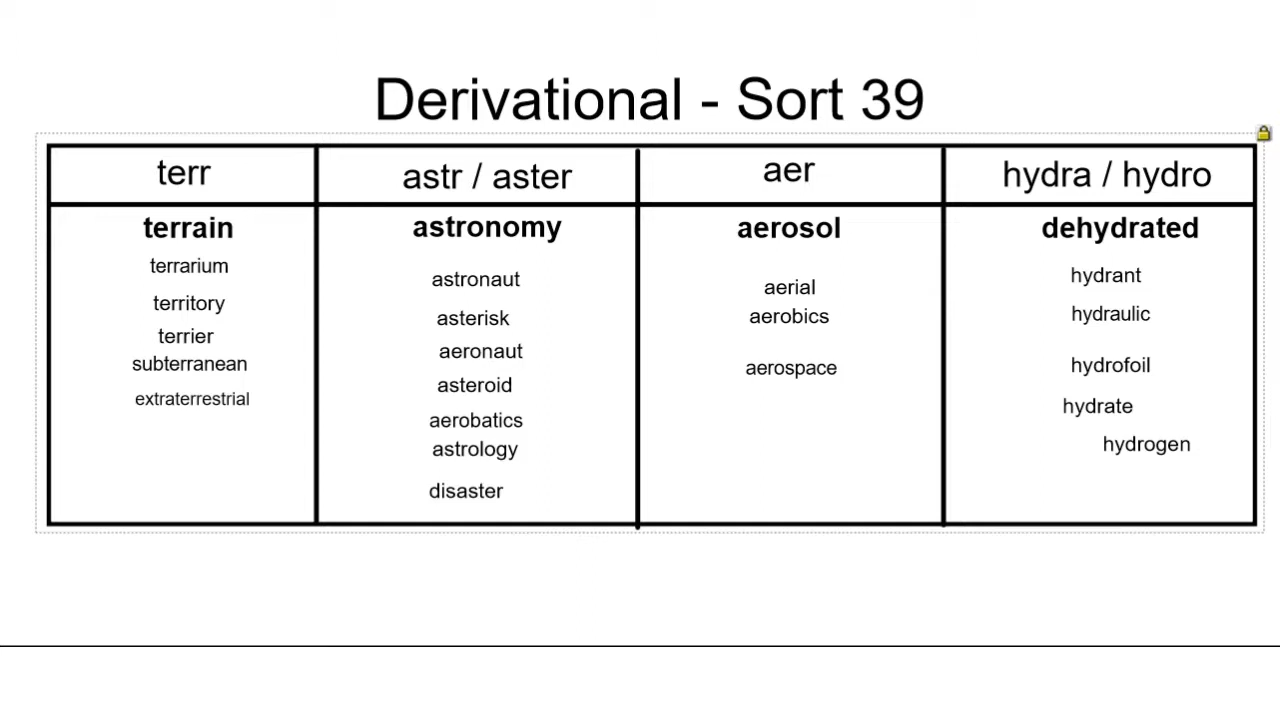 Derivational - Sort 39
terr
astr / aster
aer
hydra / hydro
terrain
terrarium
territory
terrier
subterranean
extraterrestrial
astronomy
astronaut
asterisk
aeronaut
asteroid
aerobatics
astrology
disaster
aerosol
aerial
aerobics
aerospace
dehydrated
hydrant
hydraulic
hydrofoil
hydrate
hydrogen